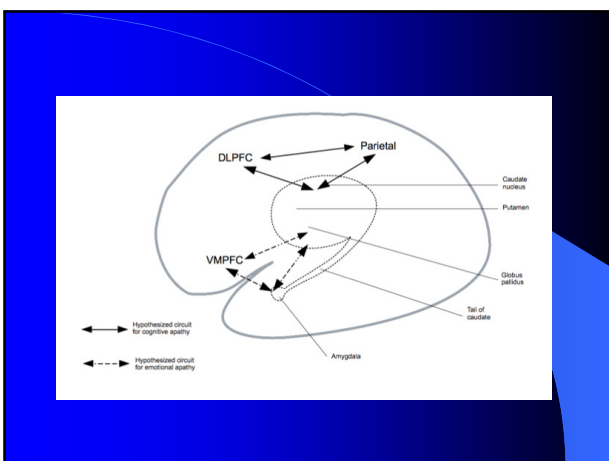 Parietal
DLPFC
Caudate
nucleus
Putamen
VMPFC
Globus
pallidus
Tail of
caudate
Hypothesized circuit
for cognitive apathy
Amygdala
Hypothesized circuit
for emotional apathy